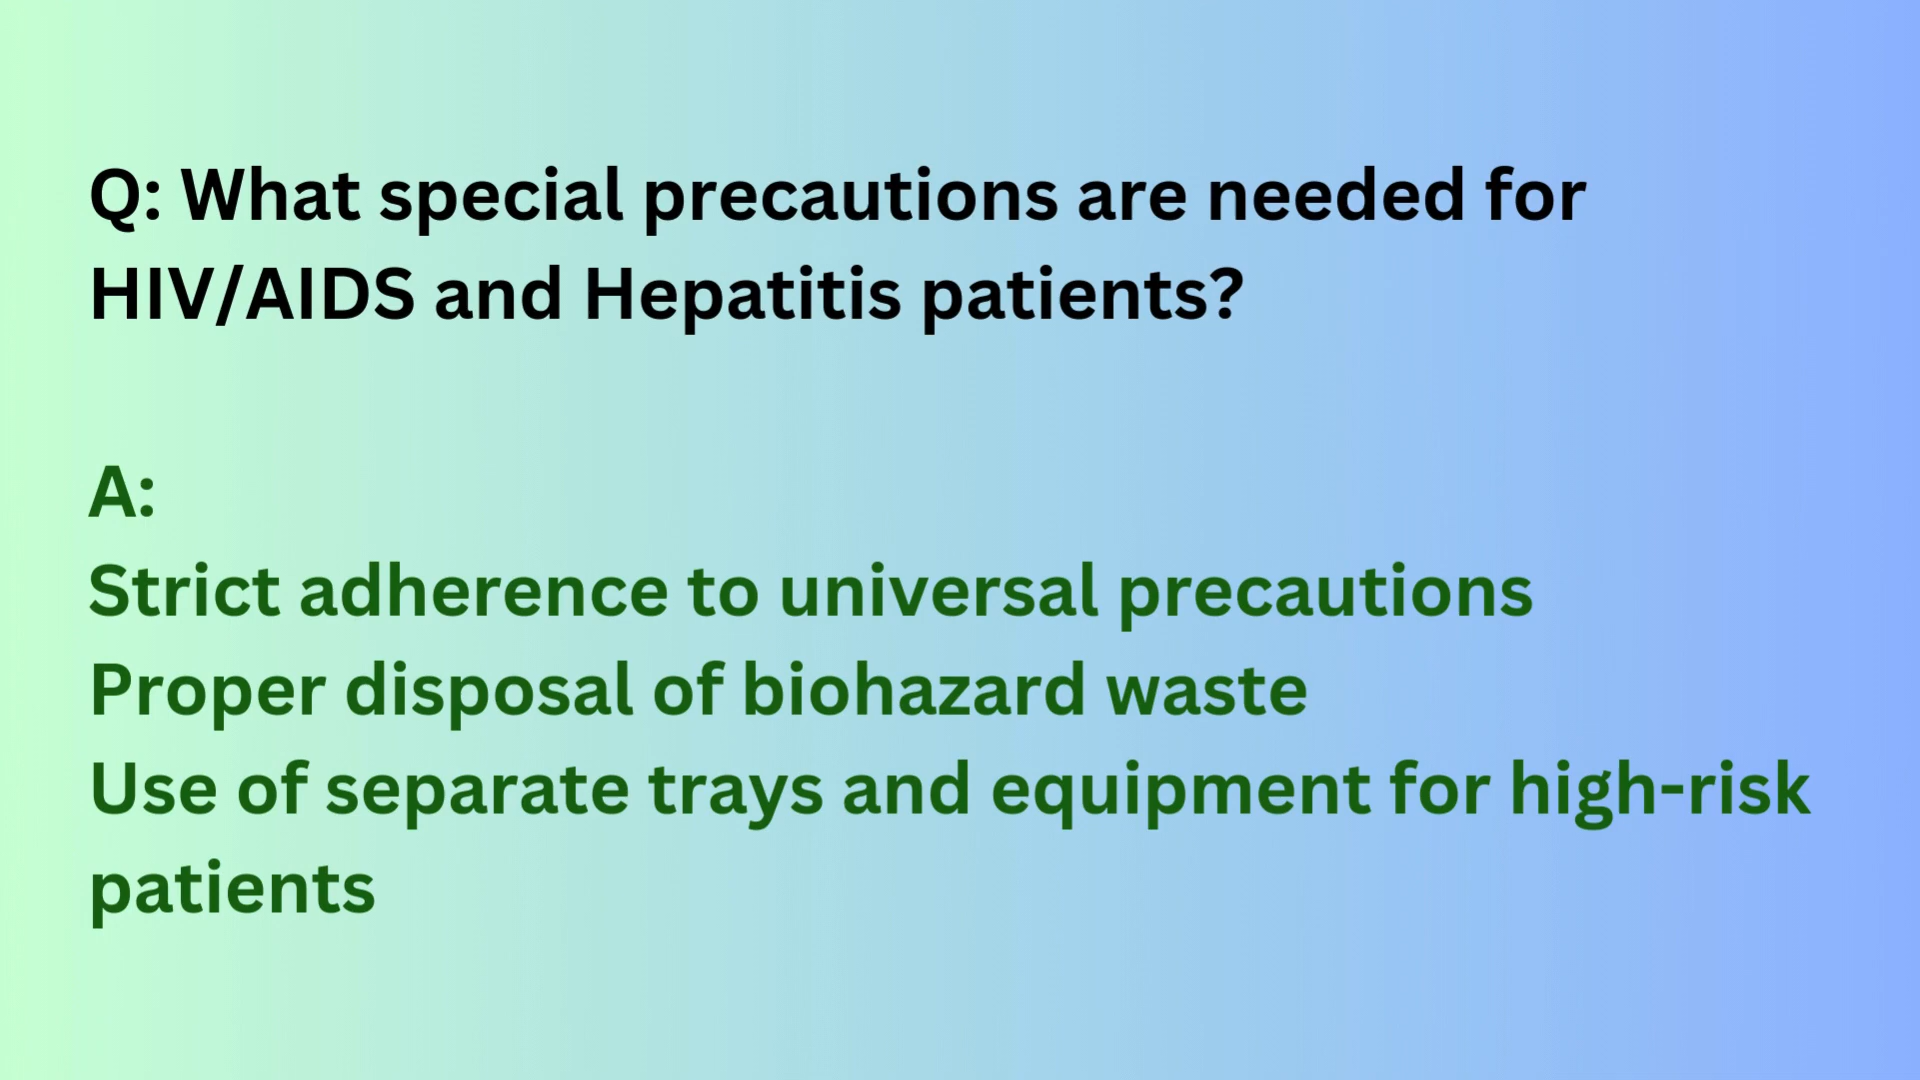 Q: What special precautions are needed for
HIV/AIDS and Hepatitis patients?
A:
Strict adherence to universal precautions
Proper disposal of biohazard waste
Use of separate trays and equipment for high-risk
patients